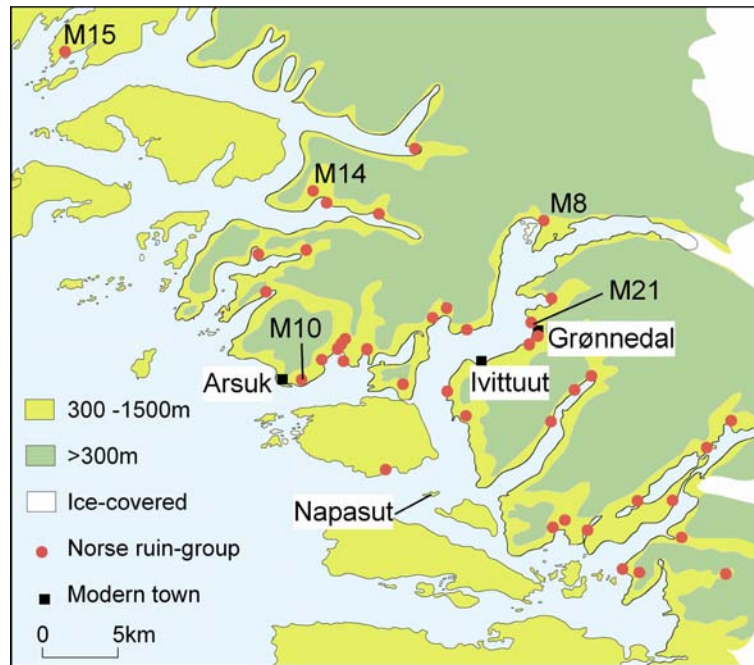 M15
M14
M8
M21
M10
Grønnedal
Ivittuut
Arsuk
300 -1500m
>300m
Ice-covered
Napasut
Norse ruin-group
Modern town
0 5km